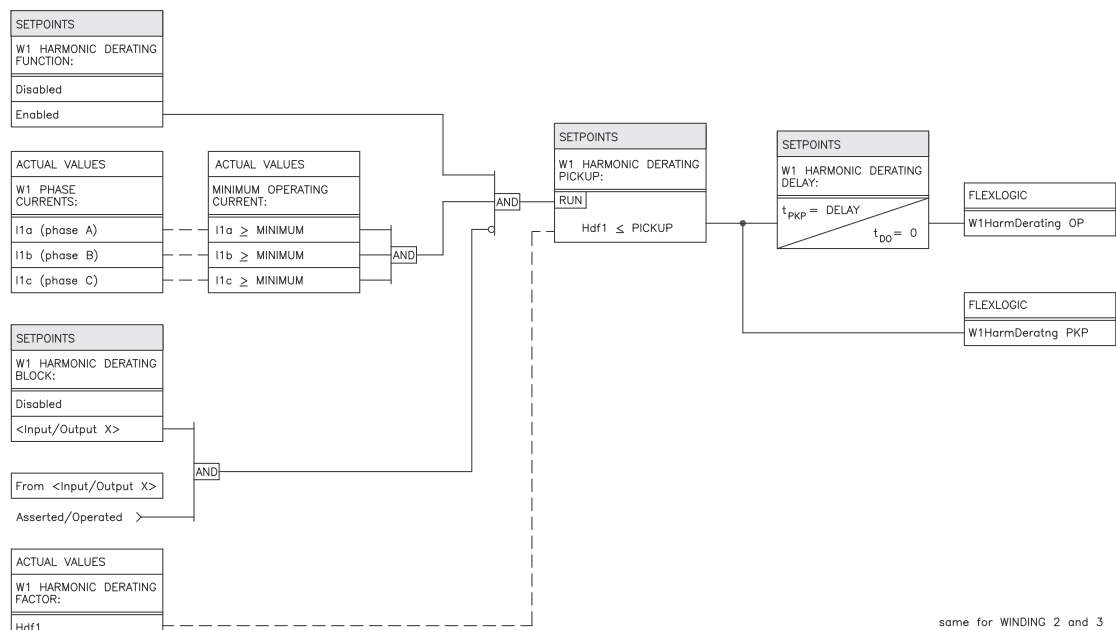 SETPOINTS
W1 HARMONIC DERATING
FUNCTION:
Disabled
Enabled
ACTUAL VALUES
W1 PHASE
CURRENTS:
I1a (phase A)
I1b (phase B)
I1c (phase C)
ACTUAL VALUES
MINIMUM OPERATING
CURRENT:
I1a ≥ MINIMUM
I1b ≥ MINIMUM
I1c ≥ MINIMUM
AND
AND
SETPOINTS
W1 HARMONIC DERATING
PICKUP:
RUN
Hdf1 ≤ PICKUP
SETPOINTS
W1 HARMONIC DERATING
DELAY:
tPKP = DELAY
tDO = 0
FLEXLOGIC
W1HarmDerating OP
FLEXLOGIC
W1HarmDeratng PKP
SETPOINTS
W1 HARMONIC DERATING
BLOCK:
Disabled
<Input/Output X>
AND
From <Input/Output X>
Asserted/Operated
ACTUAL VALUES
W1 HARMONIC DERATING
FACTOR:
Hdf1
same for WINDING 2 and 3